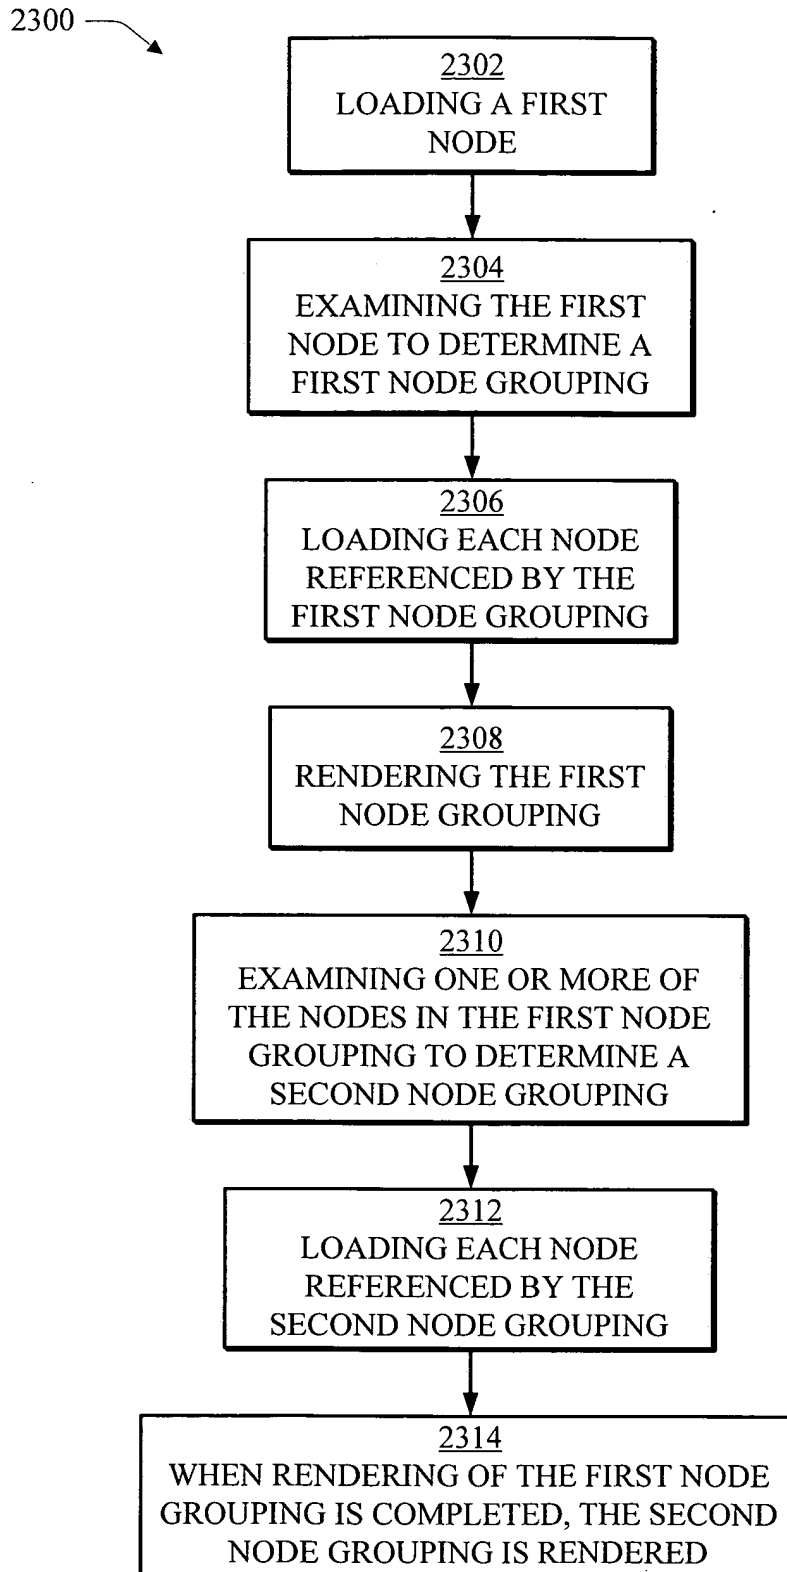 2300
2302
LOADING A FIRST
NODE
2304
EXAMINING THE FIRST
NODE TO DETERMINE A
FIRST NODE GROUPING
2306
LOADING EACH NODE
REFERENCED BY THE
FIRST NODE GROUPING
2308
RENDERING THE FIRST
NODE GROUPING
2310
EXAMINING ONE OR MORE OF
THE NODES IN THE FIRST NODE
GROUPING TO DETERMINE A
SECOND NODE GROUPING
2312
LOADING EACH NODE
REFERENCED BY THE
SECOND NODE GROUPING
2314
WHEN RENDERING OF THE FIRST NODE
GROUPING IS COMPLETED, THE SECOND
NODE GROUPING IS RENDERED